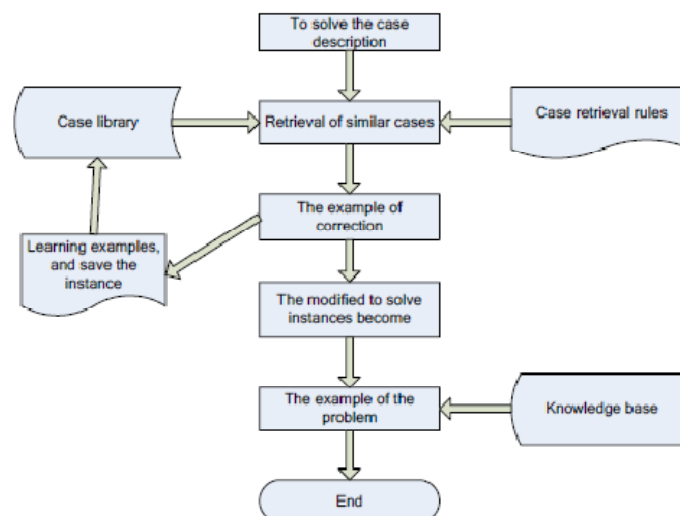 To solve the case
description
Case library
Retrieval of similar cases
Case retrieval rules
The example of
correction
Learning examples,
and save the
instance
The modified to solve
instances become
The example of the
problem
Knowledge base
End